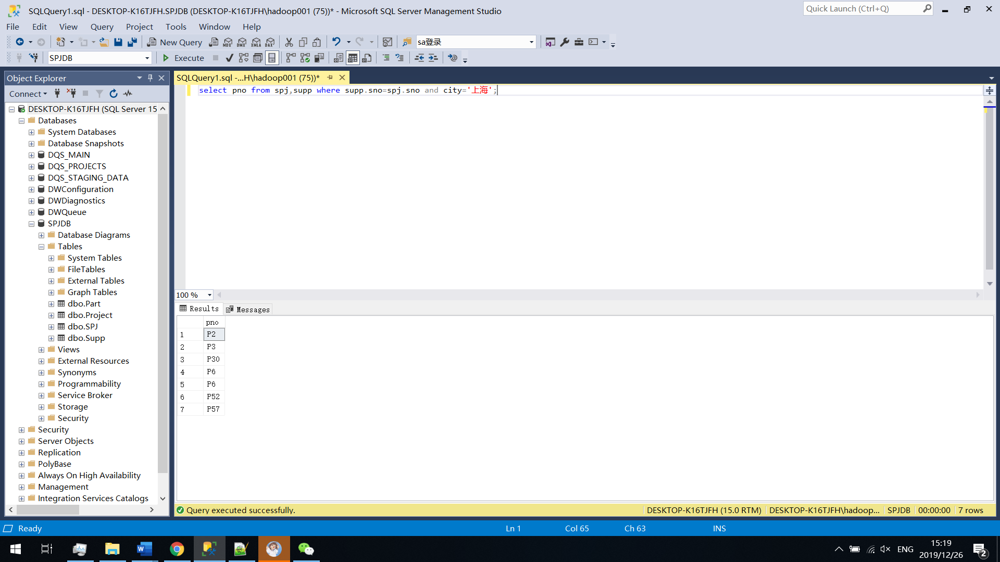 SQLQuery1.sql - DESKTOP-K16TJFH.SPJDB (DESKTOP-K16TJFH\hadoop001 (75))* - Microsoft SQL Server Management Studio
Quick Launch (Ctrl+Q)
File Edit View Query Project Tools Window Help
New Query
MDX DMX XMLA DAX
sa登录
SPJDB
Execute
Object Explorer
SQLQuery1.sql -...H\hadoop001 (75))*
Connect
select pno from spj,supp where supp.sno=spj.sno and city='上海';
DESKTOP-K16TJFH (SQL Server 15
Databases
System Databases
Database Snapshots
DQS_MAIN
DQS_PROJECTS
DQS_STAGING_DATA
DWConfiguration
DWDiagnostics
DWQueue
SPJDB
Database Diagrams
Tables
System Tables
FileTables
External Tables
Graph Tables
dbo.Part
dbo.Project
dbo.SPJ
dbo.Supp
Views
External Resources
Synonyms
Programmability
Service Broker
Storage
Security
Security
Server Objects
Replication
PolyBase
Always On High Availability
Management
Integration Services Catalogs
100 %
Results Messages
pno
1 P2
2 P3
3 P30
4 P6
5 P6
6 P52
7 P57
Query executed successfully.
DESKTOP-K16TJFH (15.0 RTM) DESKTOP-K16TJFH\hadoop... SPJDB 00:00:00 7 rows
Ready
Ln 1 Col 65 Ch 63 INS
ENG
15:19
2019/12/26
2